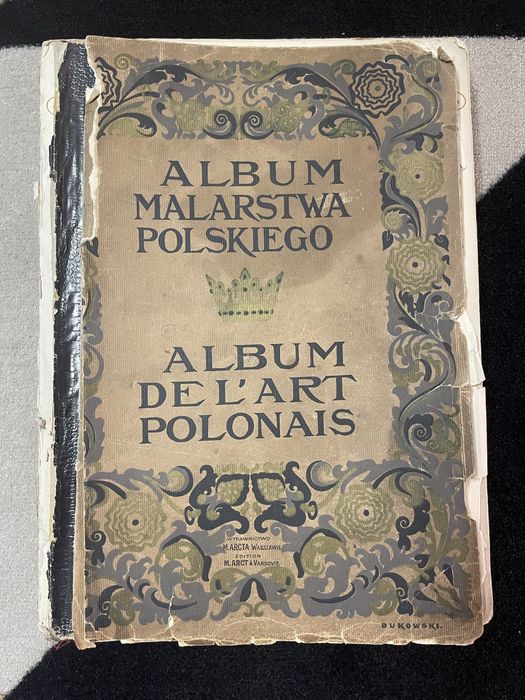 ALBUM
MALARSTWA
POLSKIEGO
ALBUM
DE L'ART
POLONAIS
WYDAWNICTWO
M. ARCTA WARSZAWIE
EDITION
M. ARCT À VARSOVIE
BUKOWSKI.